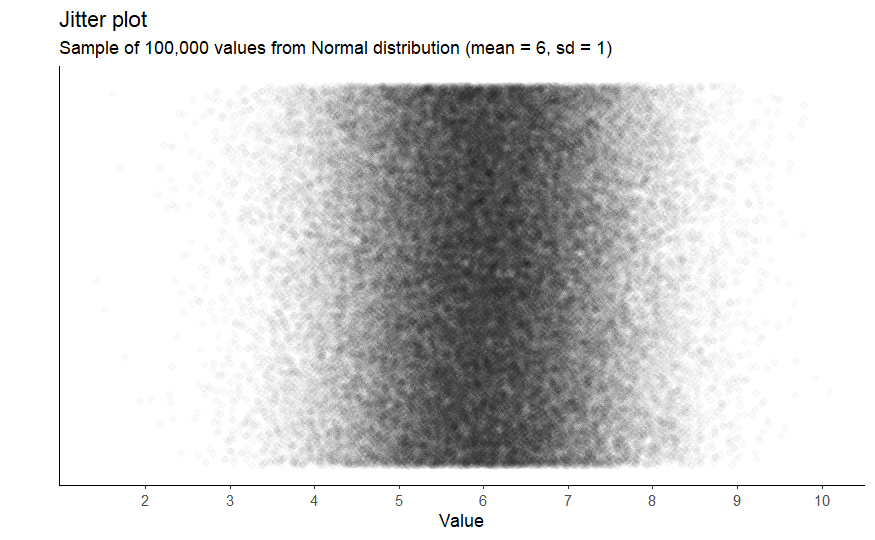 Jitter plot
Sample of 100,000 values from Normal distribution (mean = 6, sd = 1)
2 3 4 5 6 7 8 9 10
Value